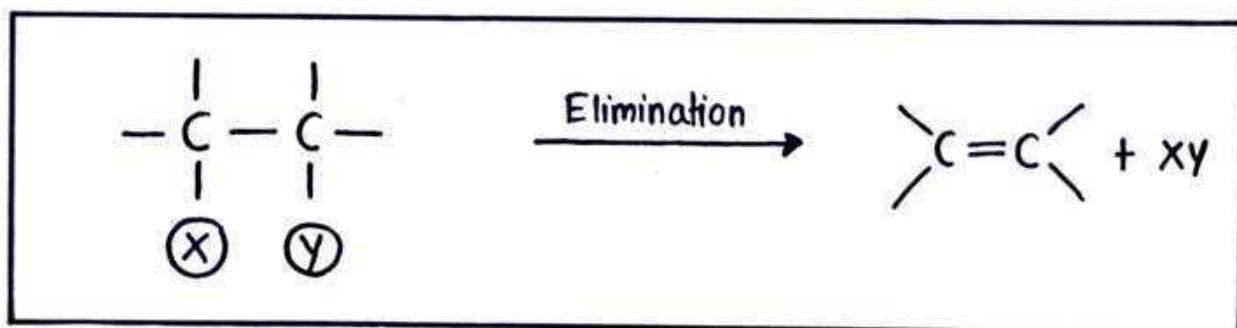 Elimination
— C — C — C = C + xy
X Y